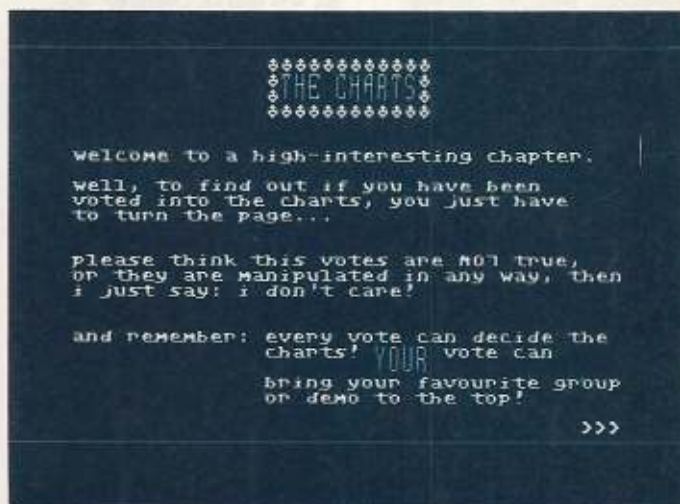 THE CHARTS
welcome to a high-interesting chapter.
well, to find out if you have been
voted into the charts, you just have
to turn the page...
please think this votes are NOT true,
or they are manipulated in any way, then
i just say: i don't care!
and remember: every vote can decide the
charts! YOUR vote can
bring your favourite group
or demo to the top!
>>>